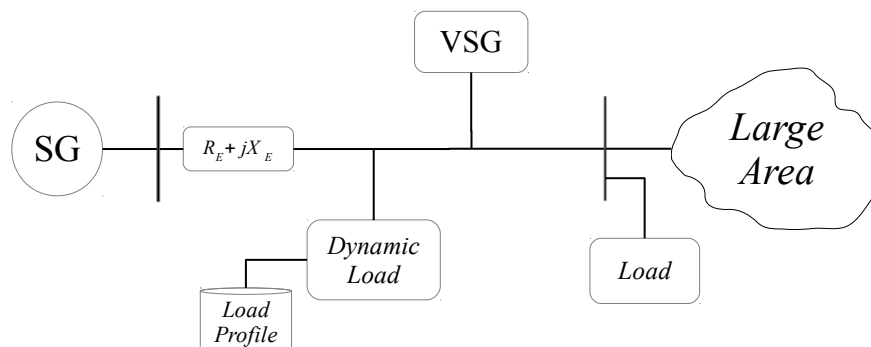 VSG
SG
R_E + jX_E
Large
Area
Dynamic
Load
Load
Load
Profile